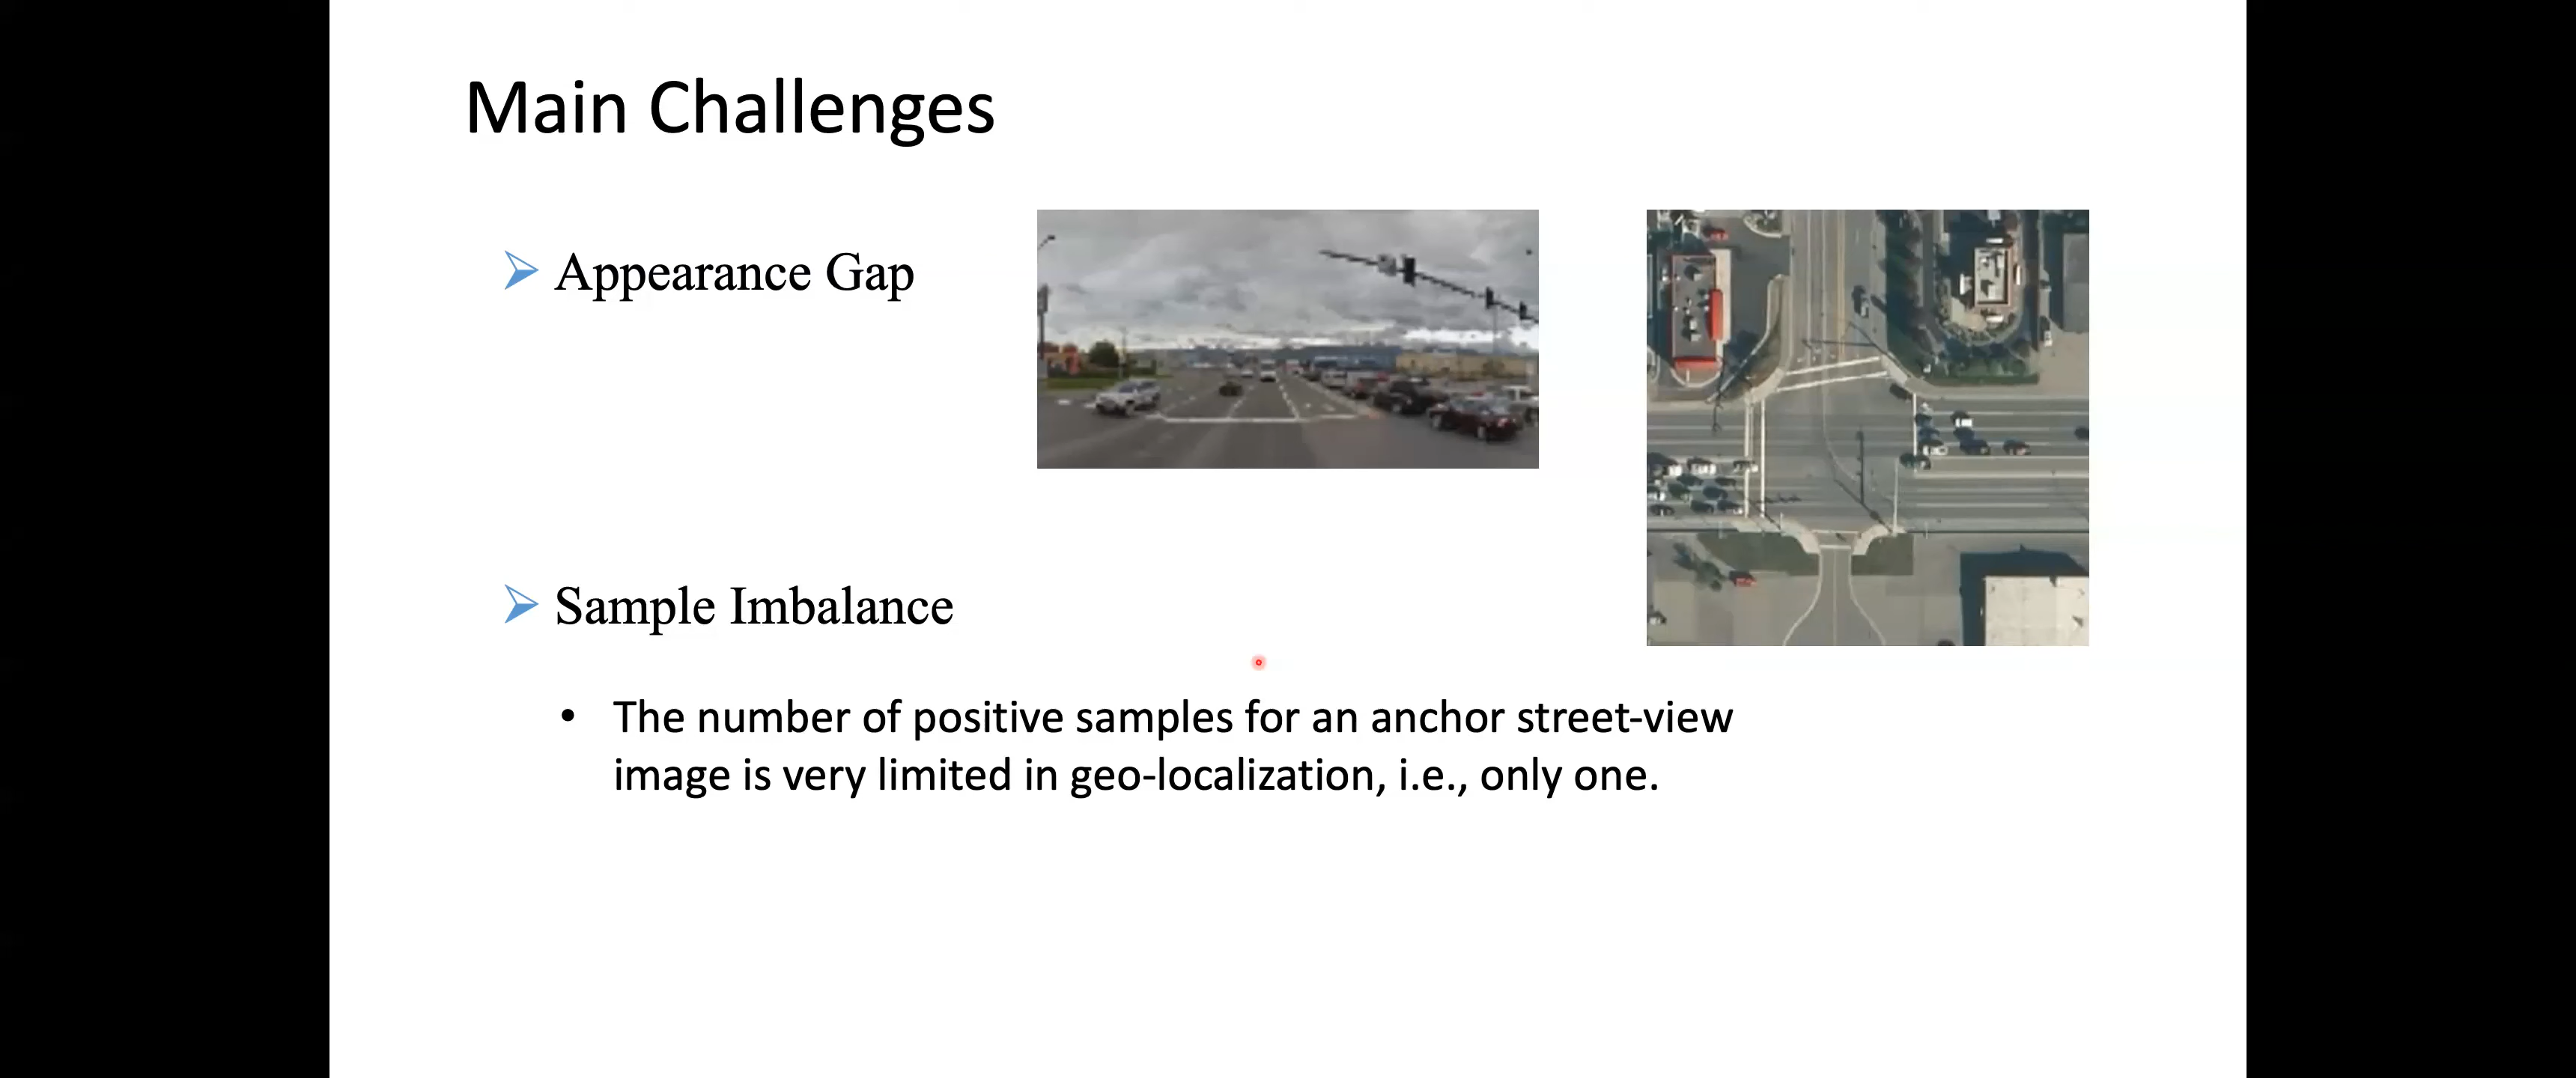 Main Challenges
Appearance Gap
Sample Imbalance
• The number of positive samples for an anchor street-view
image is very limited in geo-localization, i.e., only one.